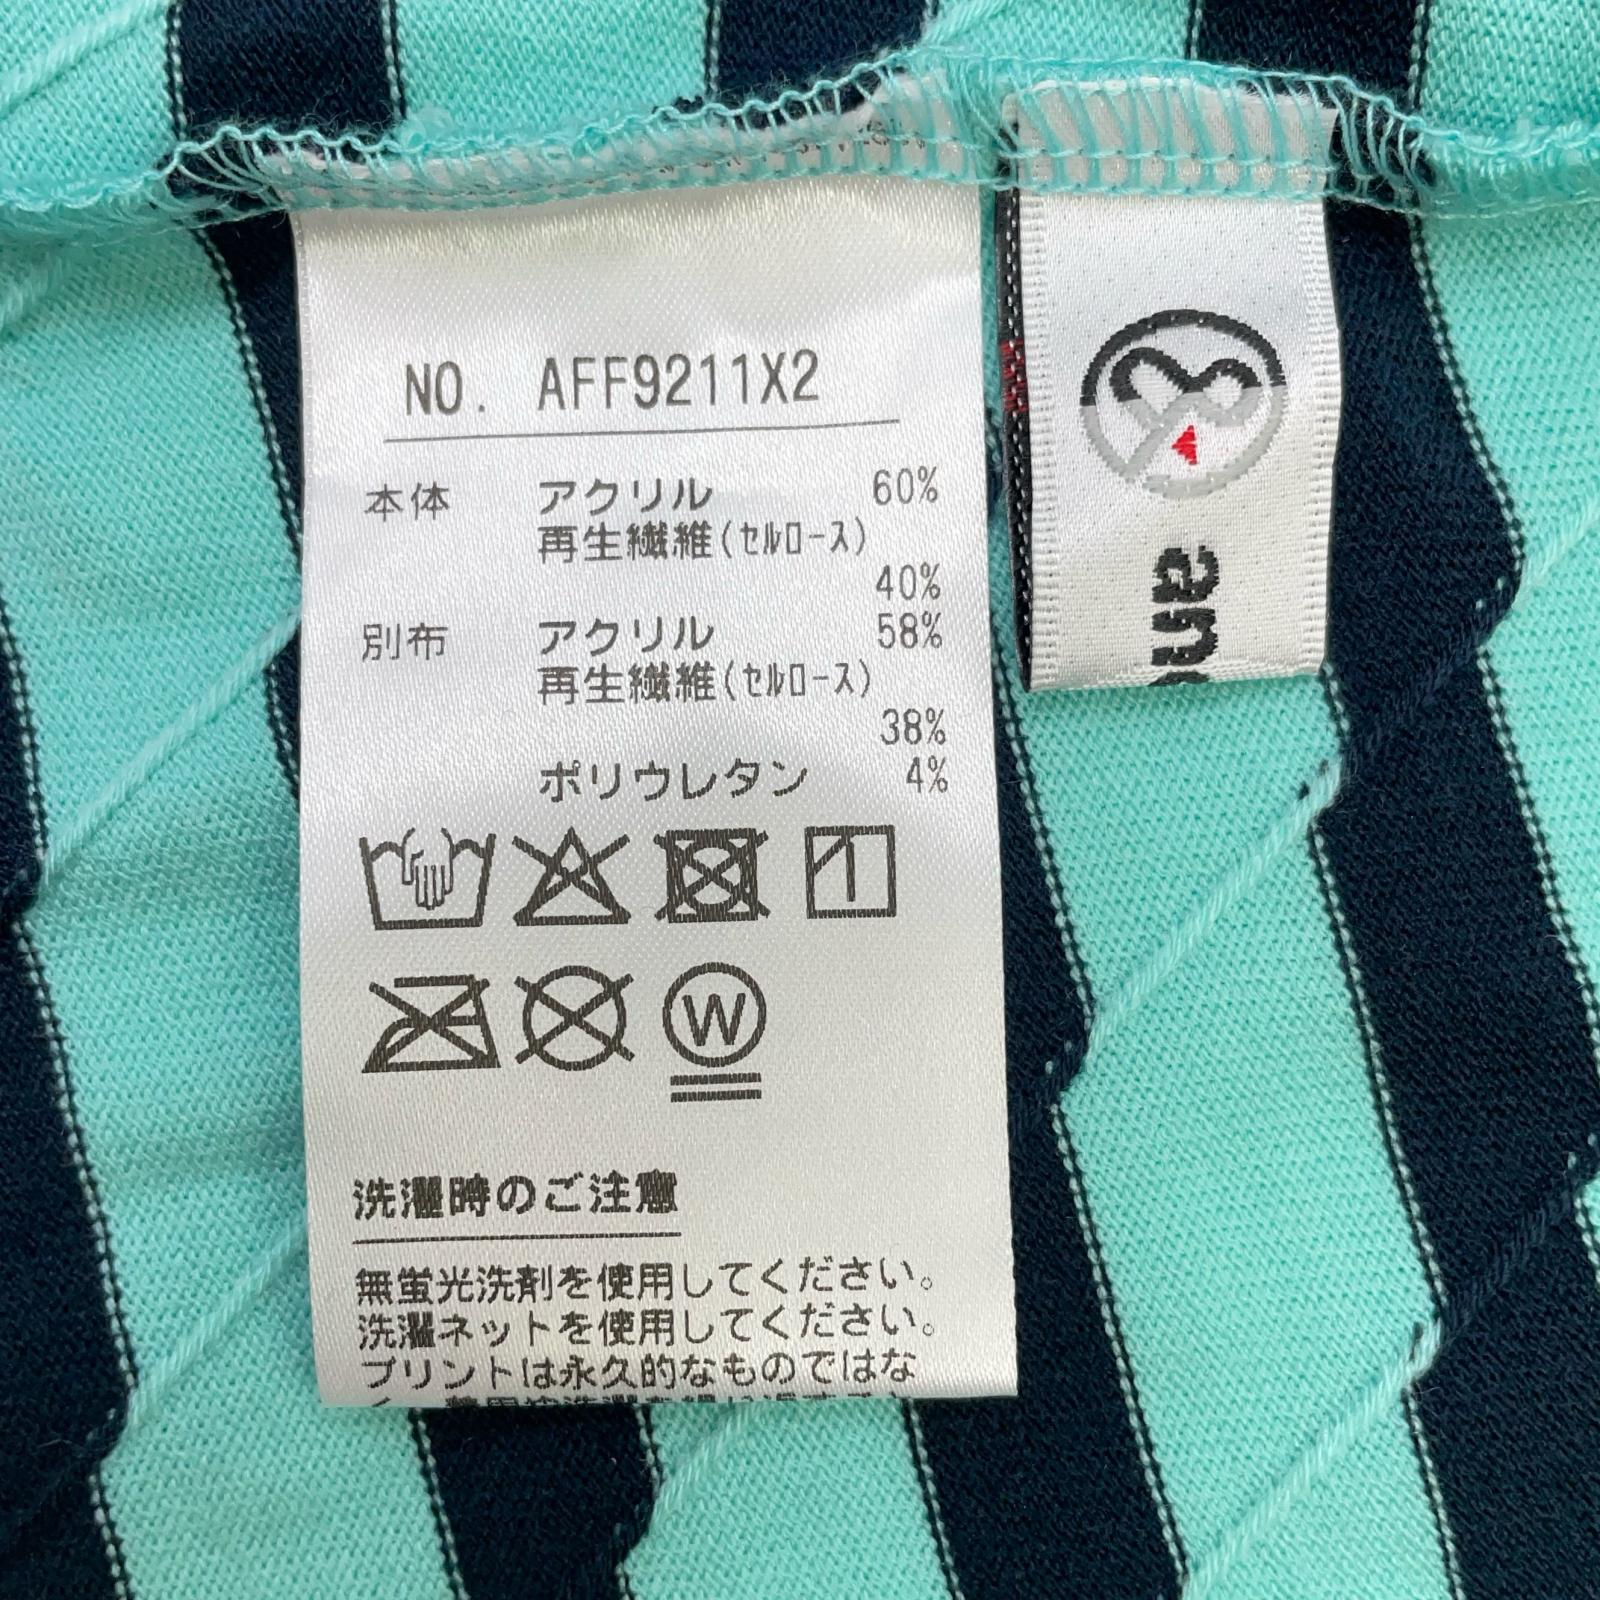 NO. AFF9211X2
本体 アクリル 60%
再生繊維(セルロース)
40%
別布 アクリル 58%
再生繊維(セルロース)
38%
ポリウレタン 4%
W
洗濯時のご注意
無蛍光洗剤を使用してください。
洗濯ネットを使用してください。
プリントは永久的なものではな
and